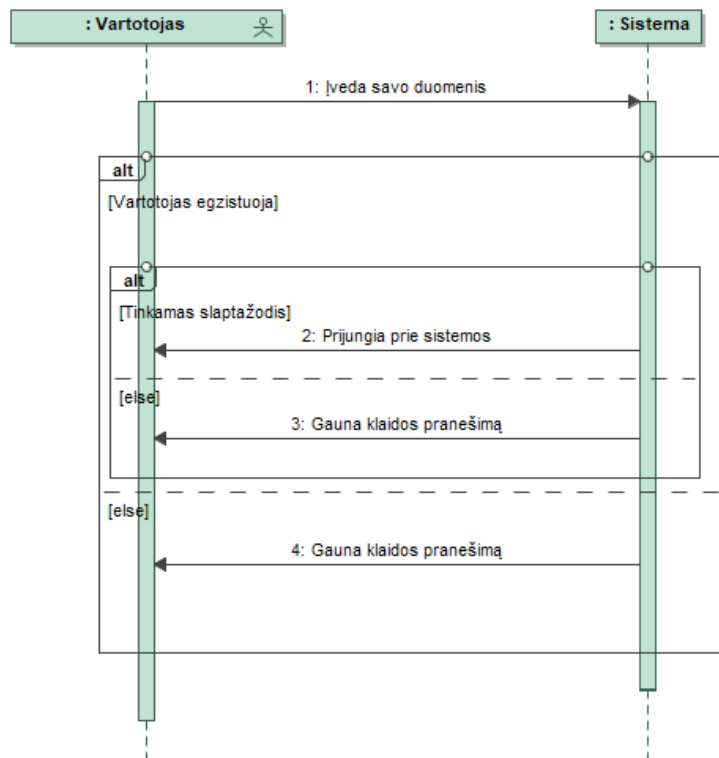 : Vartotojas
: Sistema
1: Įveda savo duomenis
alt
[Vartotojas egzistuoja]
alt
[Tinkamas slaptažodis]
2: Prijungia prie sistemos
[else]
3: Gauna klaidos pranešimą
[else]
4: Gauna klaidos pranešimą